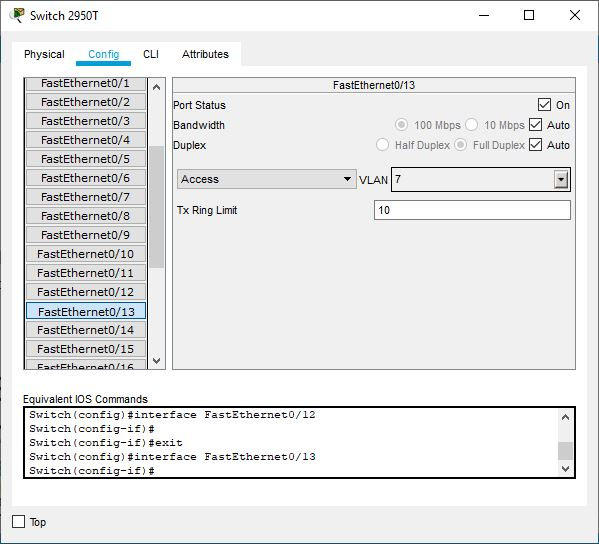 Switch 2950T
Physical Config CLI Attributes
FastEthernet0/1
FastEthernet0/2
FastEthernet0/3
FastEthernet0/4
FastEthernet0/5
FastEthernet0/6
FastEthernet0/7
FastEthernet0/8
FastEthernet0/9
FastEthernet0/10
FastEthernet0/11
FastEthernet0/12
FastEthernet0/13
FastEthernet0/14
FastEthernet0/15
FastEthernet0/16
FastEthernet0/13
Port Status On
Bandwidth 100 Mbps 10 Mbps Auto
Duplex Half Duplex Full Duplex Auto
Access VLAN 7
Tx Ring Limit 10
Equivalent IOS Commands
Switch(config)#interface FastEthernet0/12
Switch(config-if)#
Switch(config-if)#exit
Switch(config)#interface FastEthernet0/13
Switch(config-if)#
Top